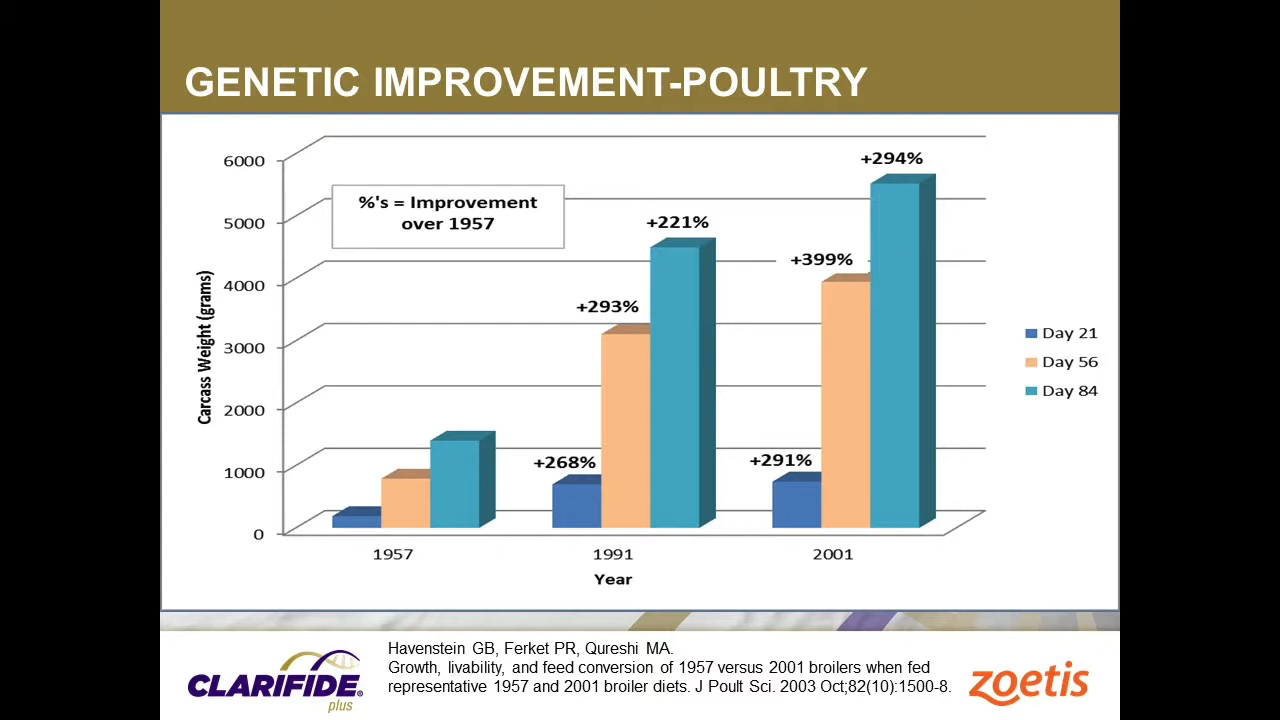 GENETIC IMPROVEMENT-POULTRY
6000
5000
4000
3000
2000
1000
0
Carcass Weight (grams)
%'s = Improvement
over 1957
+268%
+293%
+221%
+291%
+399%
+294%
1957
1991
2001
Year
Day 21
Day 56
Day 84
CLARIFIDE®
plus
Havenstein GB, Ferket PR, Qureshi MA.
Growth, livability, and feed conversion of 1957 versus 2001 broilers when fed
representative 1957 and 2001 broiler diets. J Poult Sci. 2003 Oct;82(10):1500-8.
zoetis